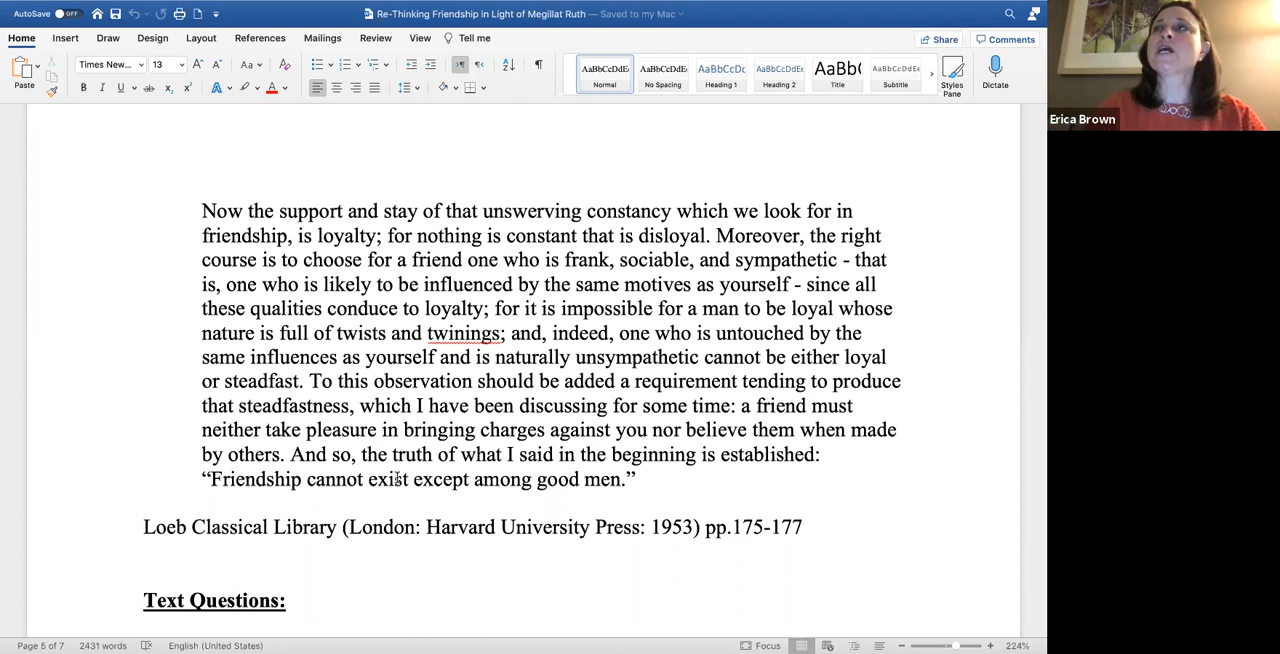 AutoSave OFF Re-Thinking Friendship in Light of Megillat Ruth — Saved to my Mac
Home Insert Draw Design Layout References Mailings Review View Tell me Share Comments
Times New... 13 A A Aa A AaBbCcDdEe AaBbCcDdEe AaBbCcDc AaBbCcDdEe AaBb( AaBbCcDdEe
Paste B I U ab x₂ x² A A Normal No Spacing Heading 1 Heading 2 Title Subtitle Styles Pane Dictate
Erica Brown
Now the support and stay of that unswerving constancy which we look for in
friendship, is loyalty; for nothing is constant that is disloyal. Moreover, the right
course is to choose for a friend one who is frank, sociable, and sympathetic - that
is, one who is likely to be influenced by the same motives as yourself - since all
these qualities conduce to loyalty; for it is impossible for a man to be loyal whose
nature is full of twists and twinings; and, indeed, one who is untouched by the
same influences as yourself and is naturally unsympathetic cannot be either loyal
or steadfast. To this observation should be added a requirement tending to produce
that steadfastness, which I have been discussing for some time: a friend must
neither take pleasure in bringing charges against you nor believe them when made
by others. And so, the truth of what I said in the beginning is established:
“Friendship cannot exist except among good men.”
Loeb Classical Library (London: Harvard University Press: 1953) pp.175-177
Text Questions:
Page 5 of 7 2431 words English (United States) Focus 224%